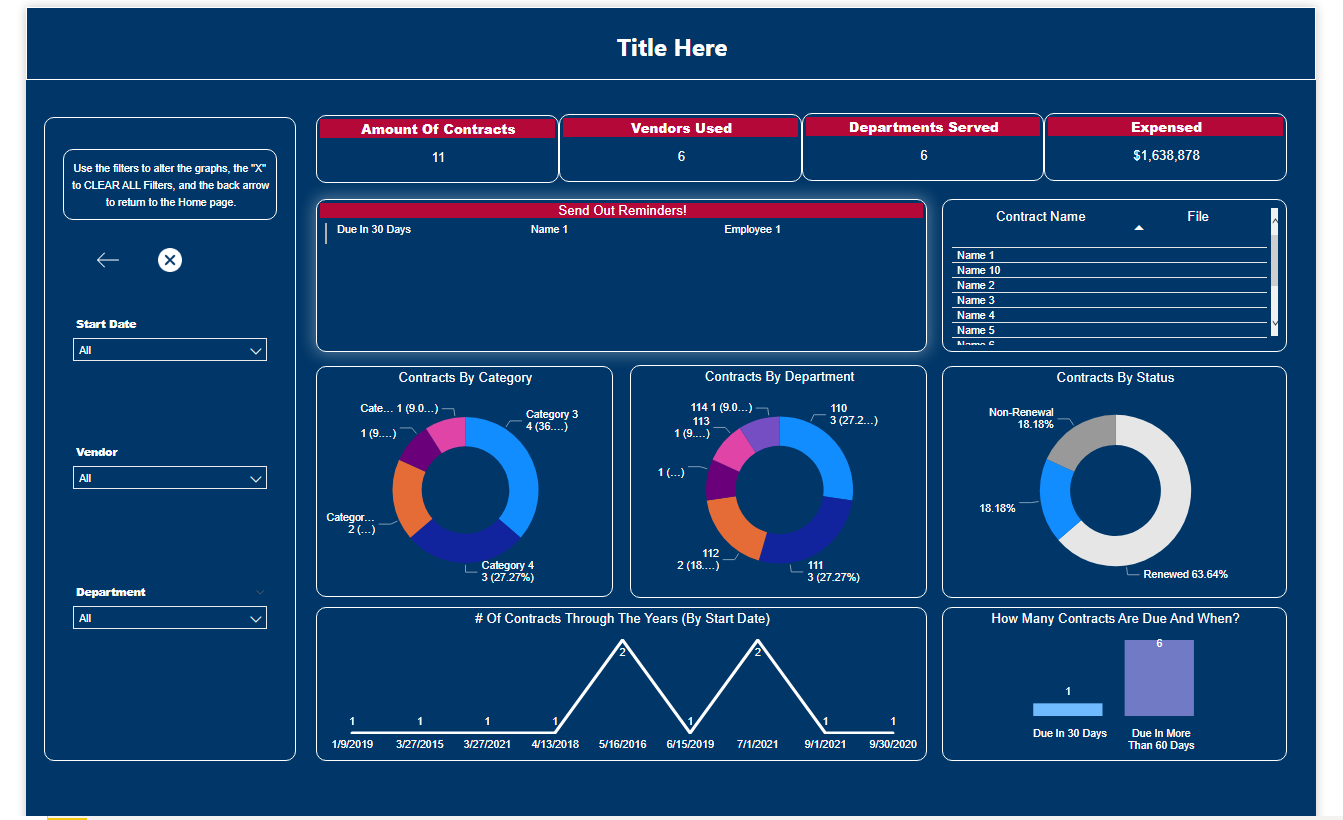 Title Here
Use the filters to alter the graphs, the "X"
to CLEAR ALL Filters, and the back arrow
to return to the Home page.
Start Date
All
Vendor
All
Department
All
Amount Of Contracts
11
Vendors Used
6
Departments Served
6
Expensed
$1,638,878
Send Out Reminders!
Due In 30 Days Name 1 Employee 1
Contract Name File
Name 1
Name 10
Name 2
Name 3
Name 4
Name 5
Name 6
Contracts By Category
Cate... 1 (9.0...)
Category 3
4 (36....)
1 (9....)
Categor...
2 (...)
Category 4
3 (27.27%)
Contracts By Department
114 1 (9.0...)
110
3 (27.2...)
113
1 (9....)
1 (...)
112
2 (18....)
111
3 (27.27%)
Contracts By Status
Non-Renewal
18.18%
18.18%
Renewed 63.64%
# Of Contracts Through The Years (By Start Date)
1 1 1 1 2 1 2 1 1
1/9/2019 3/27/2015 3/27/2021 4/13/2018 5/16/2016 6/15/2019 7/1/2021 9/1/2021 9/30/2020
How Many Contracts Are Due And When?
1
6
Due In 30 Days
Due In More
Than 60 Days